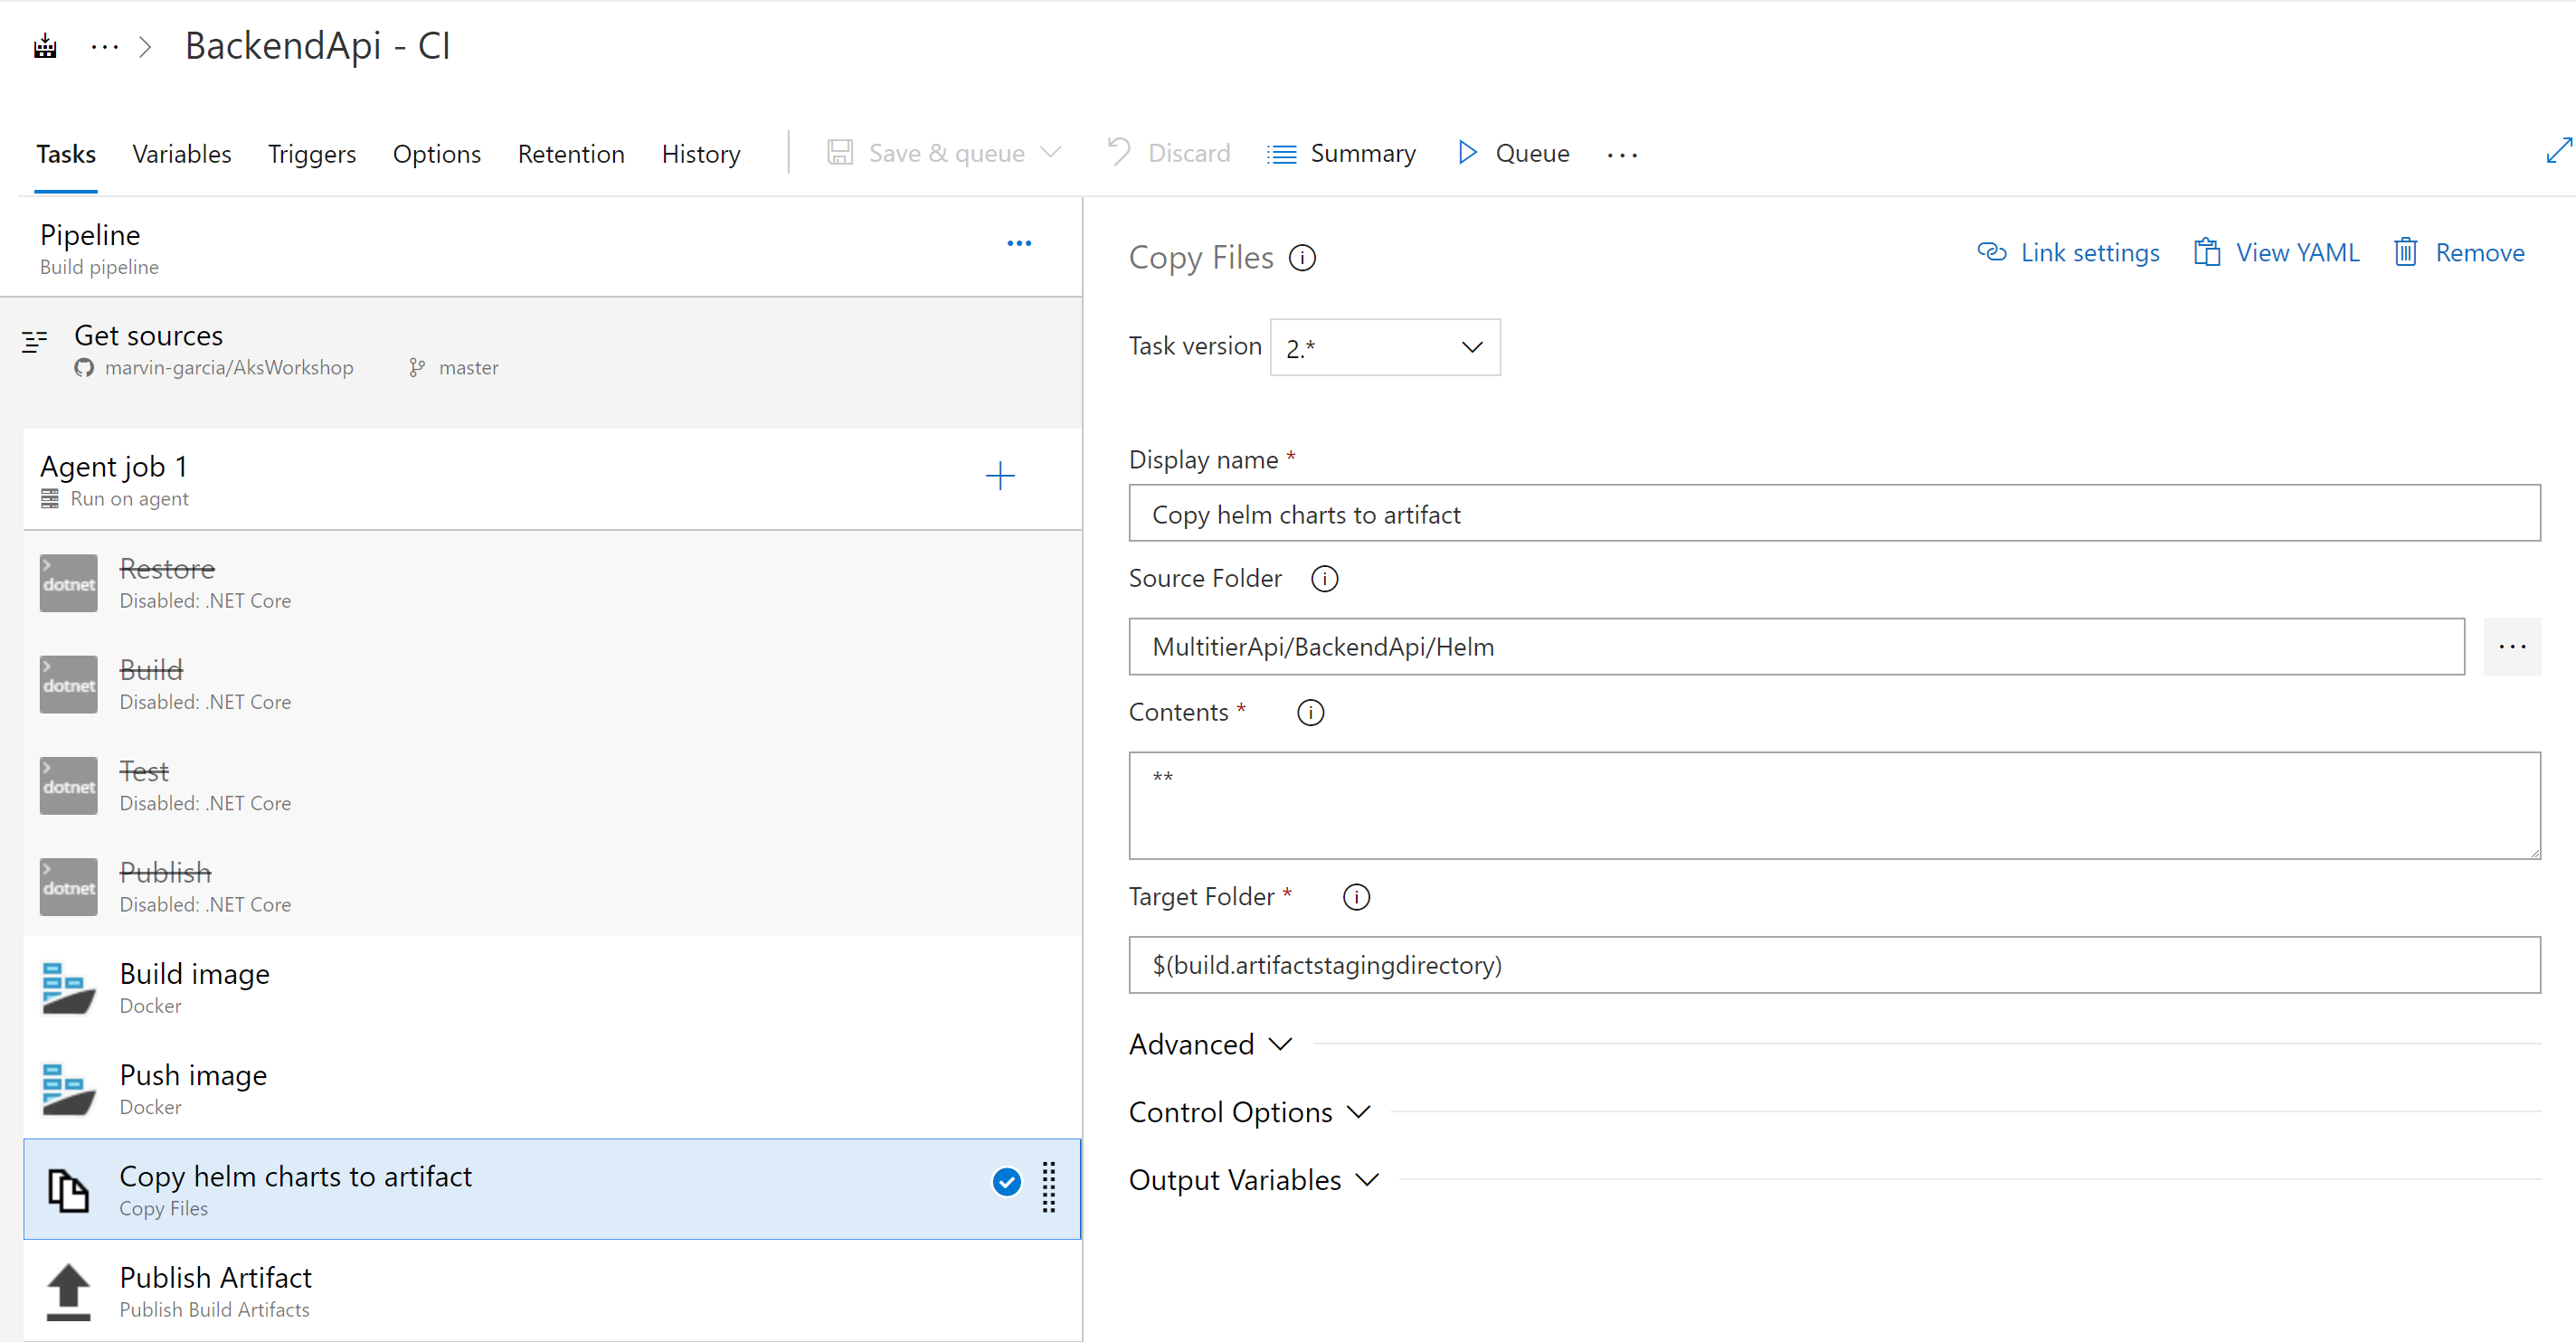 ··· > BackendApi - CI
Tasks Variables Triggers Options Retention History Save & queue Discard Summary Queue ···
Pipeline
Build pipeline
Get sources
marvin-garcia/AksWorkshop master
Agent job 1
Run on agent
dotnet Restore
Disabled: .NET Core
dotnet Build
Disabled: .NET Core
dotnet Test
Disabled: .NET Core
dotnet Publish
Disabled: .NET Core
Build image
Docker
Push image
Docker
Copy helm charts to artifact
Copy Files
Publish Artifact
Publish Build Artifacts
Copy Files Link settings View YAML Remove
Task version 2.*
Display name *
Copy helm charts to artifact
Source Folder
MultitierApi/BackendApi/Helm ···
Contents *
**
Target Folder *
$(build.artifactstagingdirectory)
Advanced
Control Options
Output Variables